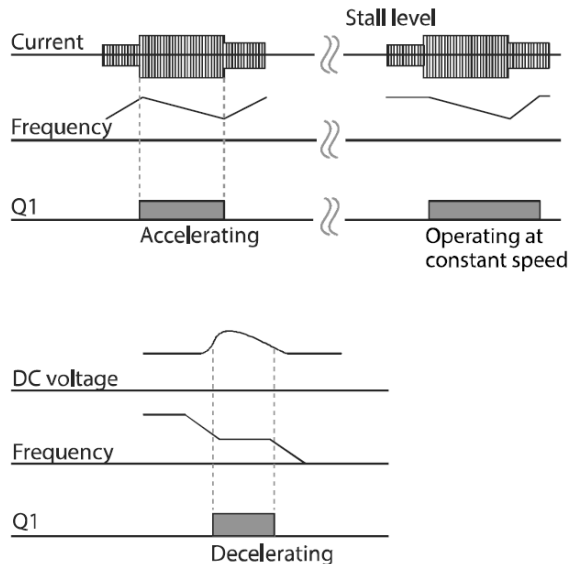 Stall level
Current
Frequency
Q1
Accelerating
Operating at
constant speed
DC voltage
Frequency
Q1
Decelerating